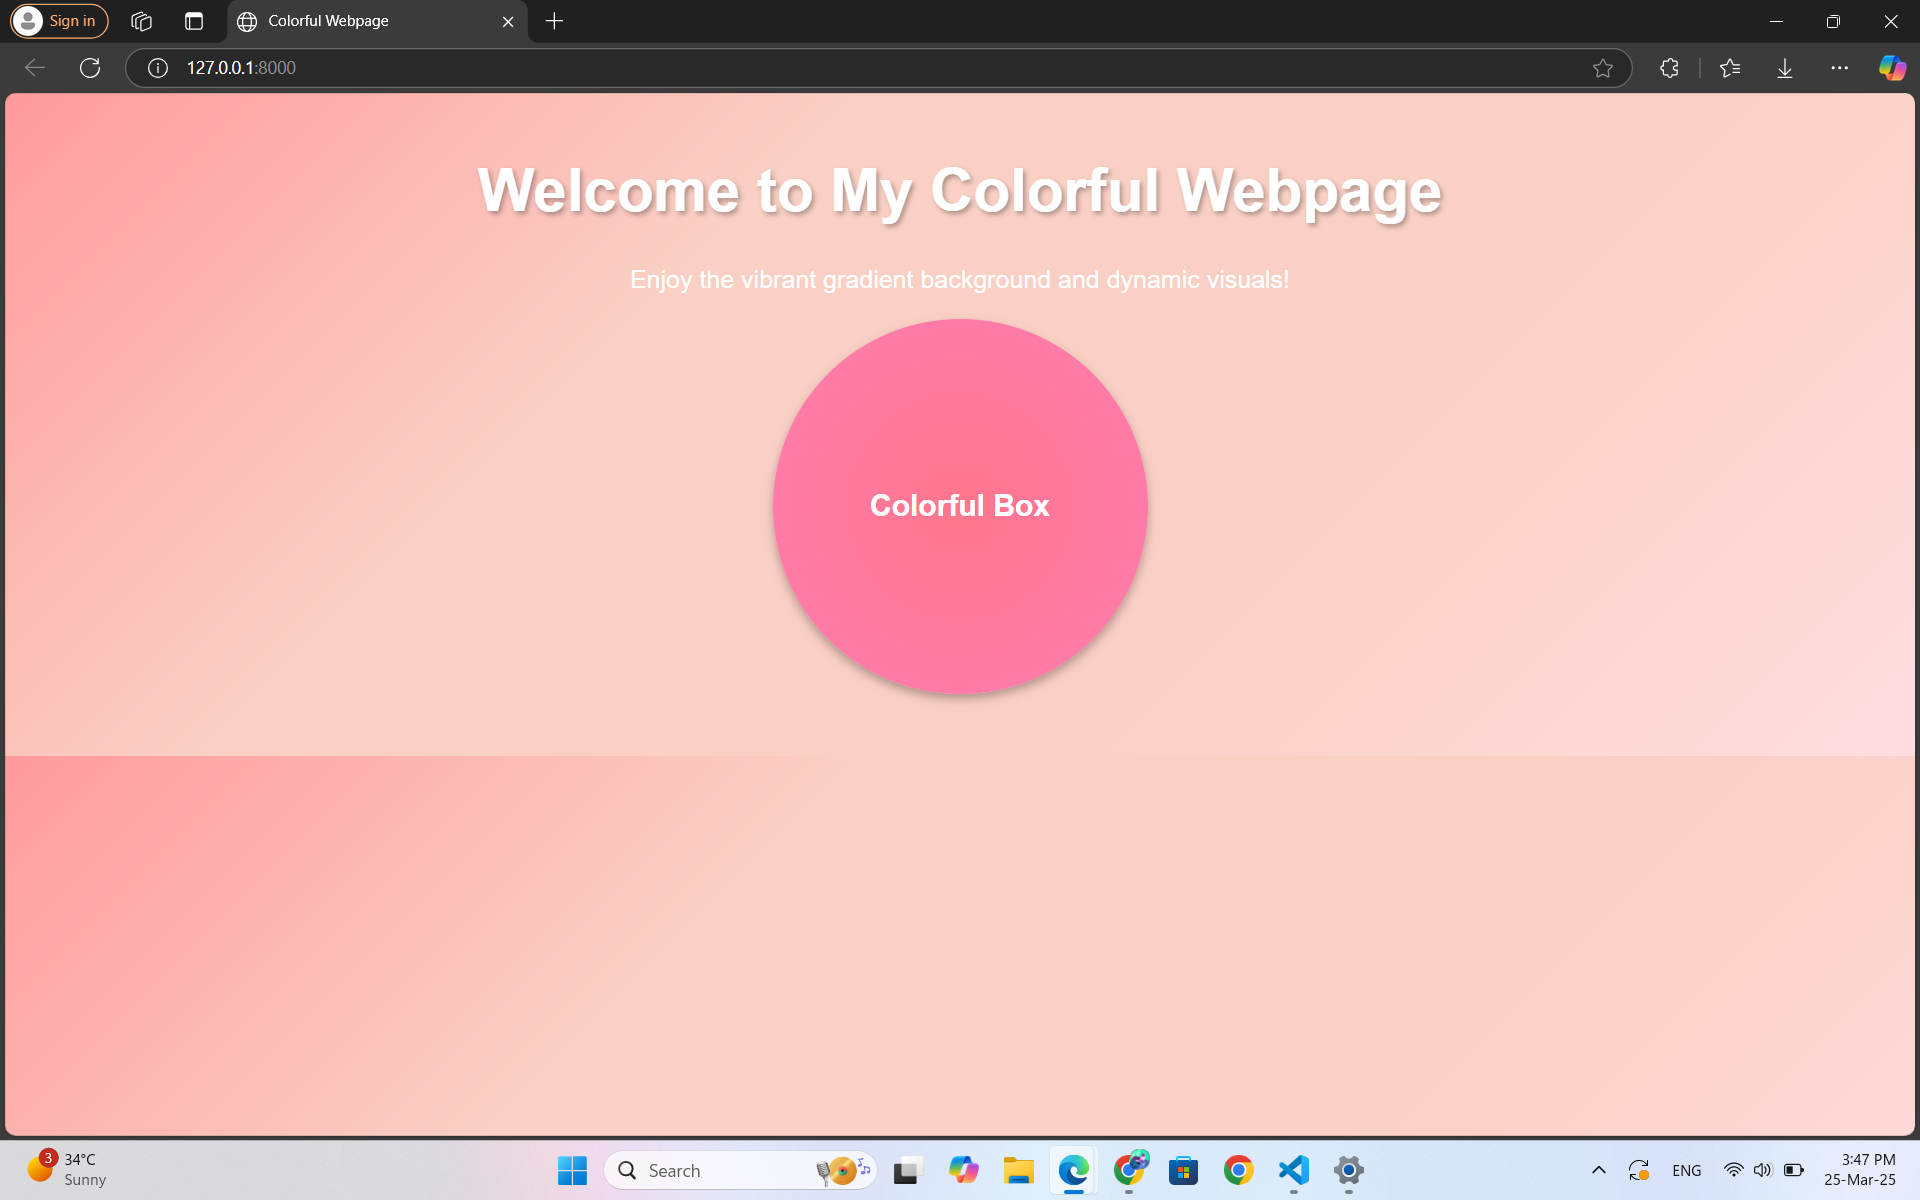 Sign in
Colorful Webpage
127.0.0.1:8000
Welcome to My Colorful Webpage
Enjoy the vibrant gradient background and dynamic visuals!
Colorful Box
3
34°C
Sunny
Search
ENG
3:47 PM
25-Mar-25